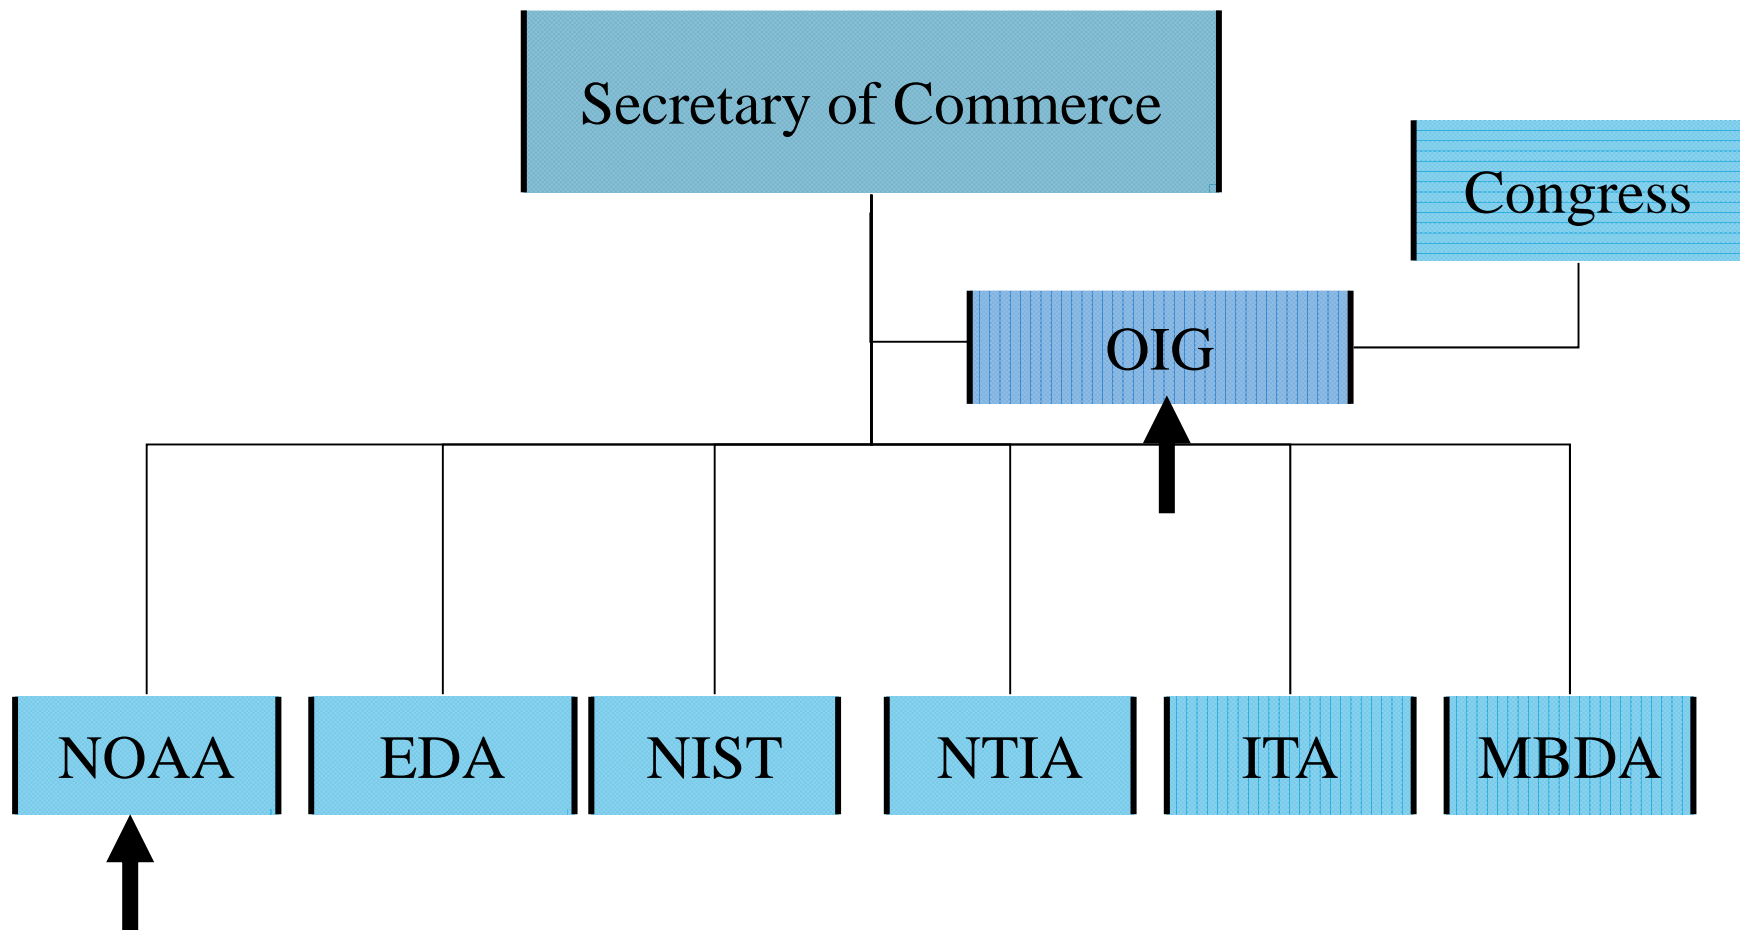 Secretary of Commerce
Congress
OIG
NOAA
EDA
NIST
NTIA
ITA
MBDA